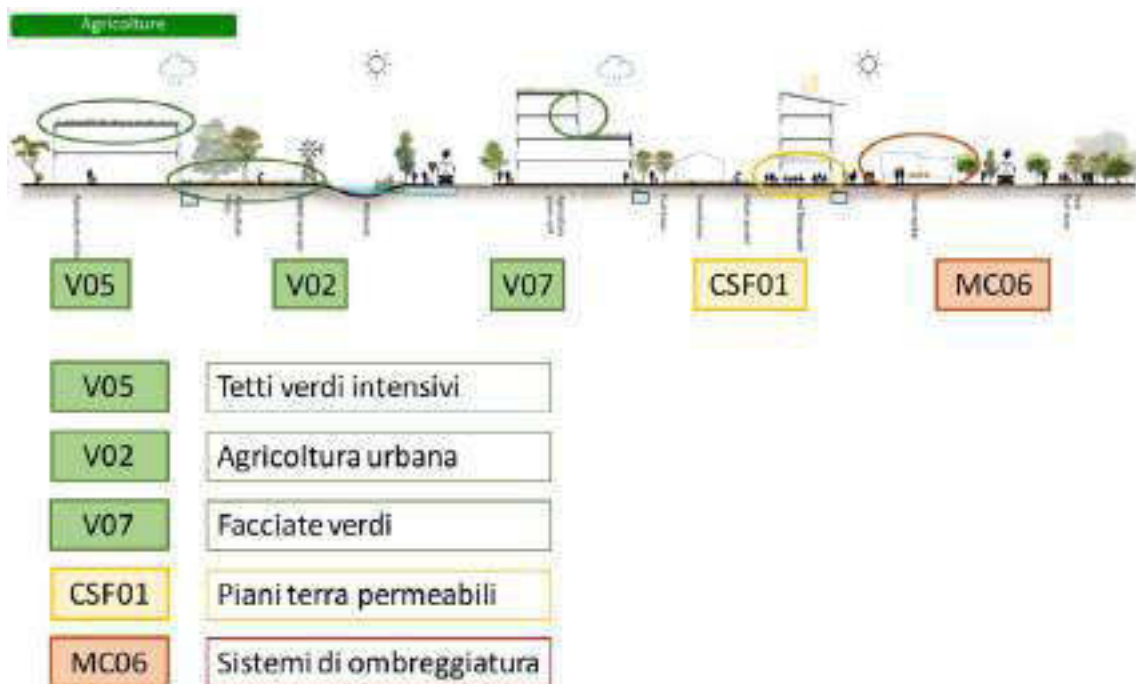 Agricolture
V05
V02
V07
CSF01
MC06
V05 Tetti verdi intensivi
V02 Agricoltura urbana
V07 Facciate verdi
CSF01 Piani terra permeabili
MC06 Sistemi di ombreggiatura